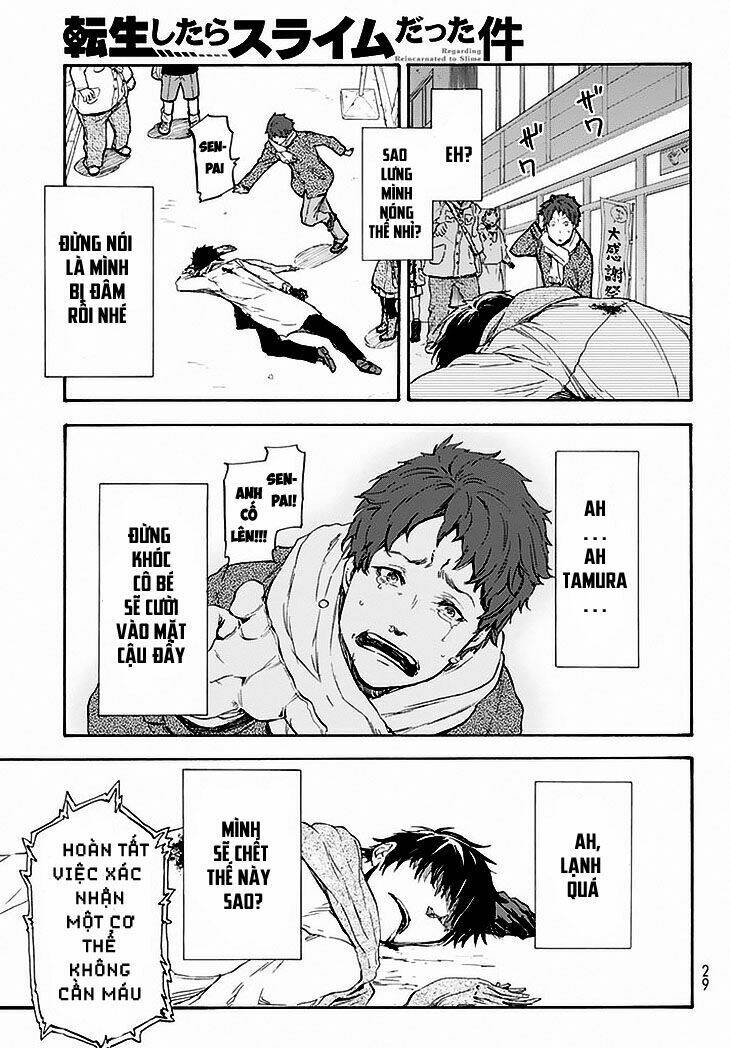 転生したらスライムだった件
Regarding
Reincarnated to Slime
ザワ
ザワ
EH?
大感謝祭
SAO
LƯNG MÌNH
NÓNG
THẾ NHỈ?
SEN-
PAI
ĐỪNG NÓI
LÀ MÌNH
BỊ ĐÂM
RỒI NHÉ
AH
...
AH
TAMURA
...
SEN-
PAI!
ANH
CỐ
LÊN!!!
ĐỪNG
KHÓC
CÔ BÉ
SẼ CƯỜI
VÀO MẶT
CẬU ĐẤY
AH,
LẠNH
QUÁ
MÌNH
SẼ CHẾT
THẾ NÀY
SAO?
HOÀN TẤT
VIỆC XÁC
NHẬN
MỘT CƠ
THỂ
KHÔNG
CẦN MÁU
29